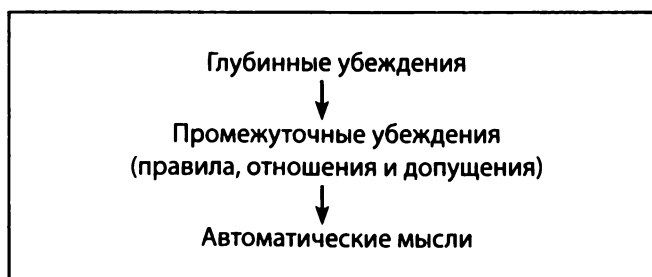 Глубинные убеждения
Промежуточные убеждения
(правила, отношения и допущения)
Автоматические мысли